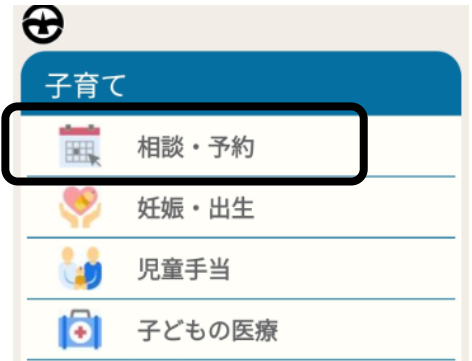 子育て
相談・予約
妊娠・出生
児童手当
子どもの医療